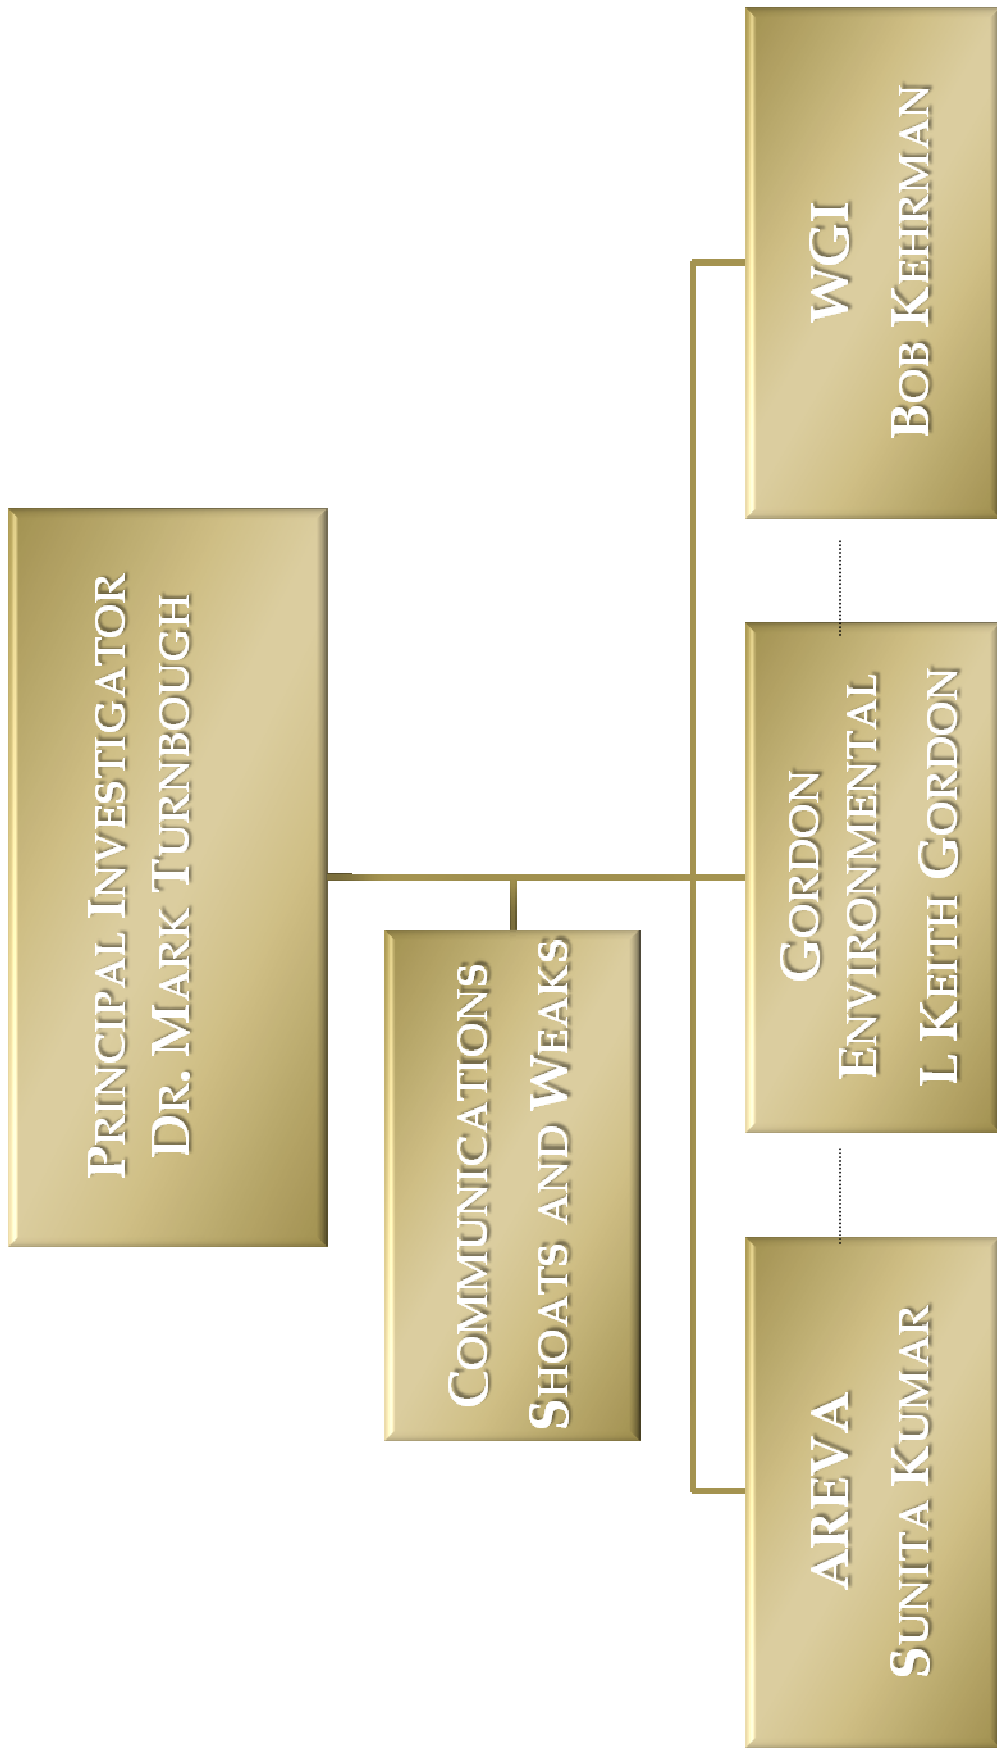 Principal Investigator
Dr. Mark Turnbough
Communications
Shoats and Weaks
AREVA
Sunita Kumar
Gordon
Environmental
L Keith Gordon
WGI
Bob Kehrman